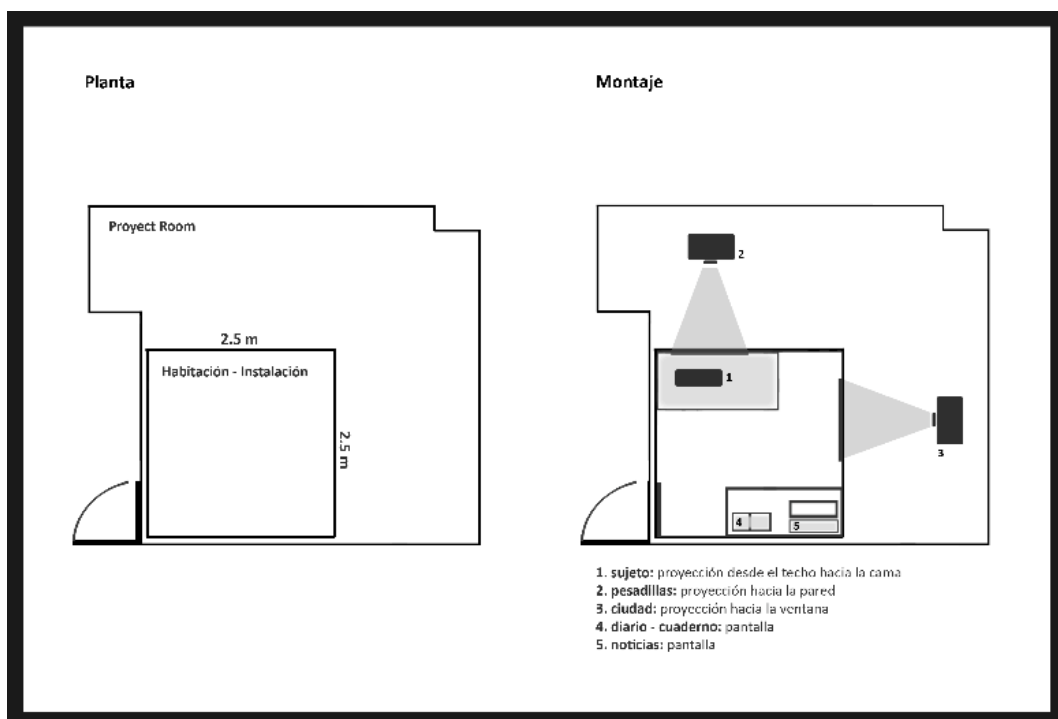 Planta
Montaje
Proyect Room
2.5 m
Habitación - Instalación
2.5 m
2
1
3
4
5
1. sujeto: proyección desde el techo hacia la cama
2. pesadillas: proyección hacia la pared
3. ciudad: proyección hacia la ventana
4. diario - cuaderno: pantalla
5. noticias: pantalla